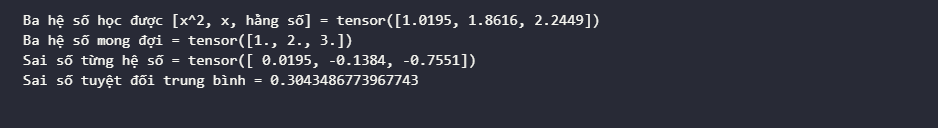 Ba hệ số học được [x^2, x, hằng số] = tensor([1.0195, 1.8616, 2.2449])
Ba hệ số mong đợi = tensor([1., 2., 3.])
Sai số từng hệ số = tensor([ 0.0195, -0.1384, -0.7551])
Sai số tuyệt đối trung bình = 0.3043486773967743